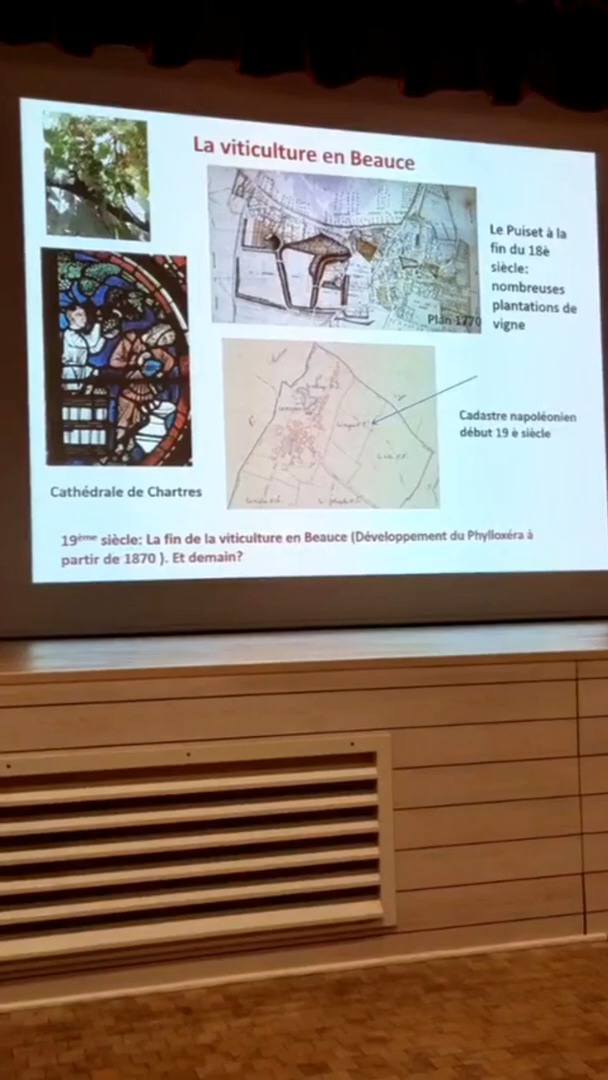 La viticulture en Beauce
Le Puiset à la
fin du 18è
siècle:
nombreuses
plantations de
vigne
Plan 1770
Cadastre napoléonien
début 19 è siècle
Cathédrale de Chartres
19ème siècle: La fin de la viticulture en Beauce (Développement du Phylloxéra à
partir de 1870 ). Et demain?